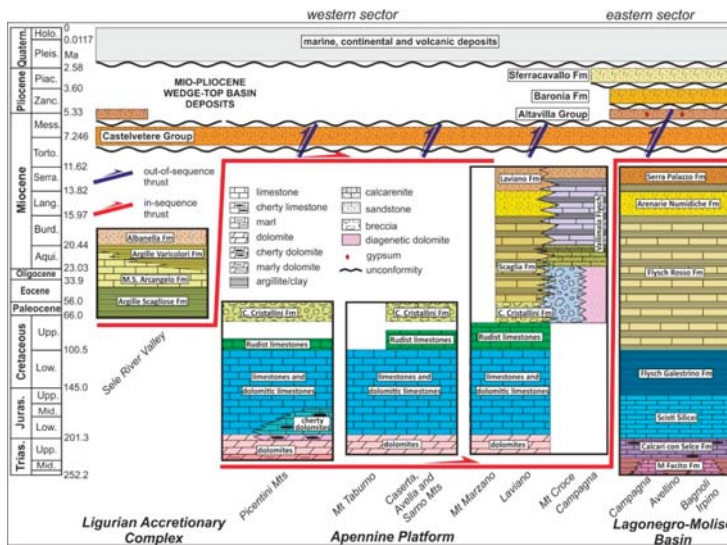 western sector
eastern sector
Quatern.
Holo.
Pleis.
0
0.0117
Ma
2.58
marine, continental and volcanic deposits
Pliocene
Piac.
Zanc.
3.60
5.33
MIO-PLIOCENE
WEDGE-TOP BASIN
DEPOSITS
Sferracavallo Fm
Baronia Fm
Altavilla Group
Miocene
Mess.
Torto.
Serra.
Lang.
Burd.
Aqui.
7.246
11.62
13.82
15.97
20.44
23.03
Castelvetere Group
out-of-sequence
thrust
in-sequence
thrust
limestone
cherty limestone
marl
dolomite
cherty dolomite
marly dolomite
argillite/clay
calcarenite
sandstone
breccia
diagenetic dolomite
gypsum
unconformity
Oligocene
Eocene
Paleocene
33.9
56.0
66.0
Cretaceous
Upp.
Low.
100.5
145.0
Juras.
Upp.
Mid.
Low.
201.3
Trias.
Upp.
Mid.
252.2
Albanella Fm
Argille Varicolori Fm
M.S. Arcangelo Fm
Argille Scagliose Fm
Sele River Valley
C. Cristallini Fm
Rudist limestones
limestones and
dolomitic limestones
cherty
dolomites
dolomites
C. Cristallini Fm
Rudist limestones
limestones and
dolomitic limestones
dolomites
Laviano Fm
Scaglia Fm
C. Cristallini Fm
Rudist limestones
limestones and
dolomitic limestones
dolomites
Serra Palazzo Fm
Arenarie Numidiche Fm
Flysch Rosso Fm
Flysch Galestrino Fm
Scisti Silicei
Calcari con Selce Fm
M Facito Fm
Picentini Mts
Mt Taburno
Caserta,
Avella and
Sarno Mts
Mt Marzano
Laviano
Mt Croce
Campagna
Campagna
Avellino
Bagnoli
Irpino
Ligurian Accretionary
Complex
Apennine Platform
Lagonegro-Molise
Basin